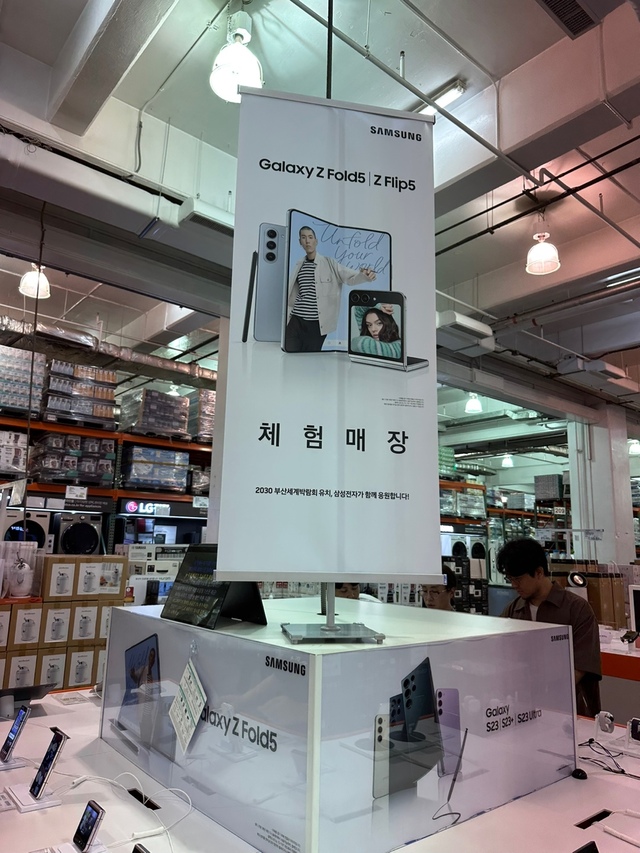 SAMSUNG
Galaxy Z Fold5 | Z Flip5
Unfold
Your
World
체험매장
2030 부산세계박람회 유치, 삼성전자가 함께 응원합니다!
LG
SAMSUNG
Galaxy Z Fold5
SAMSUNG
Galaxy
S23 | S23+ | S23 Ultra